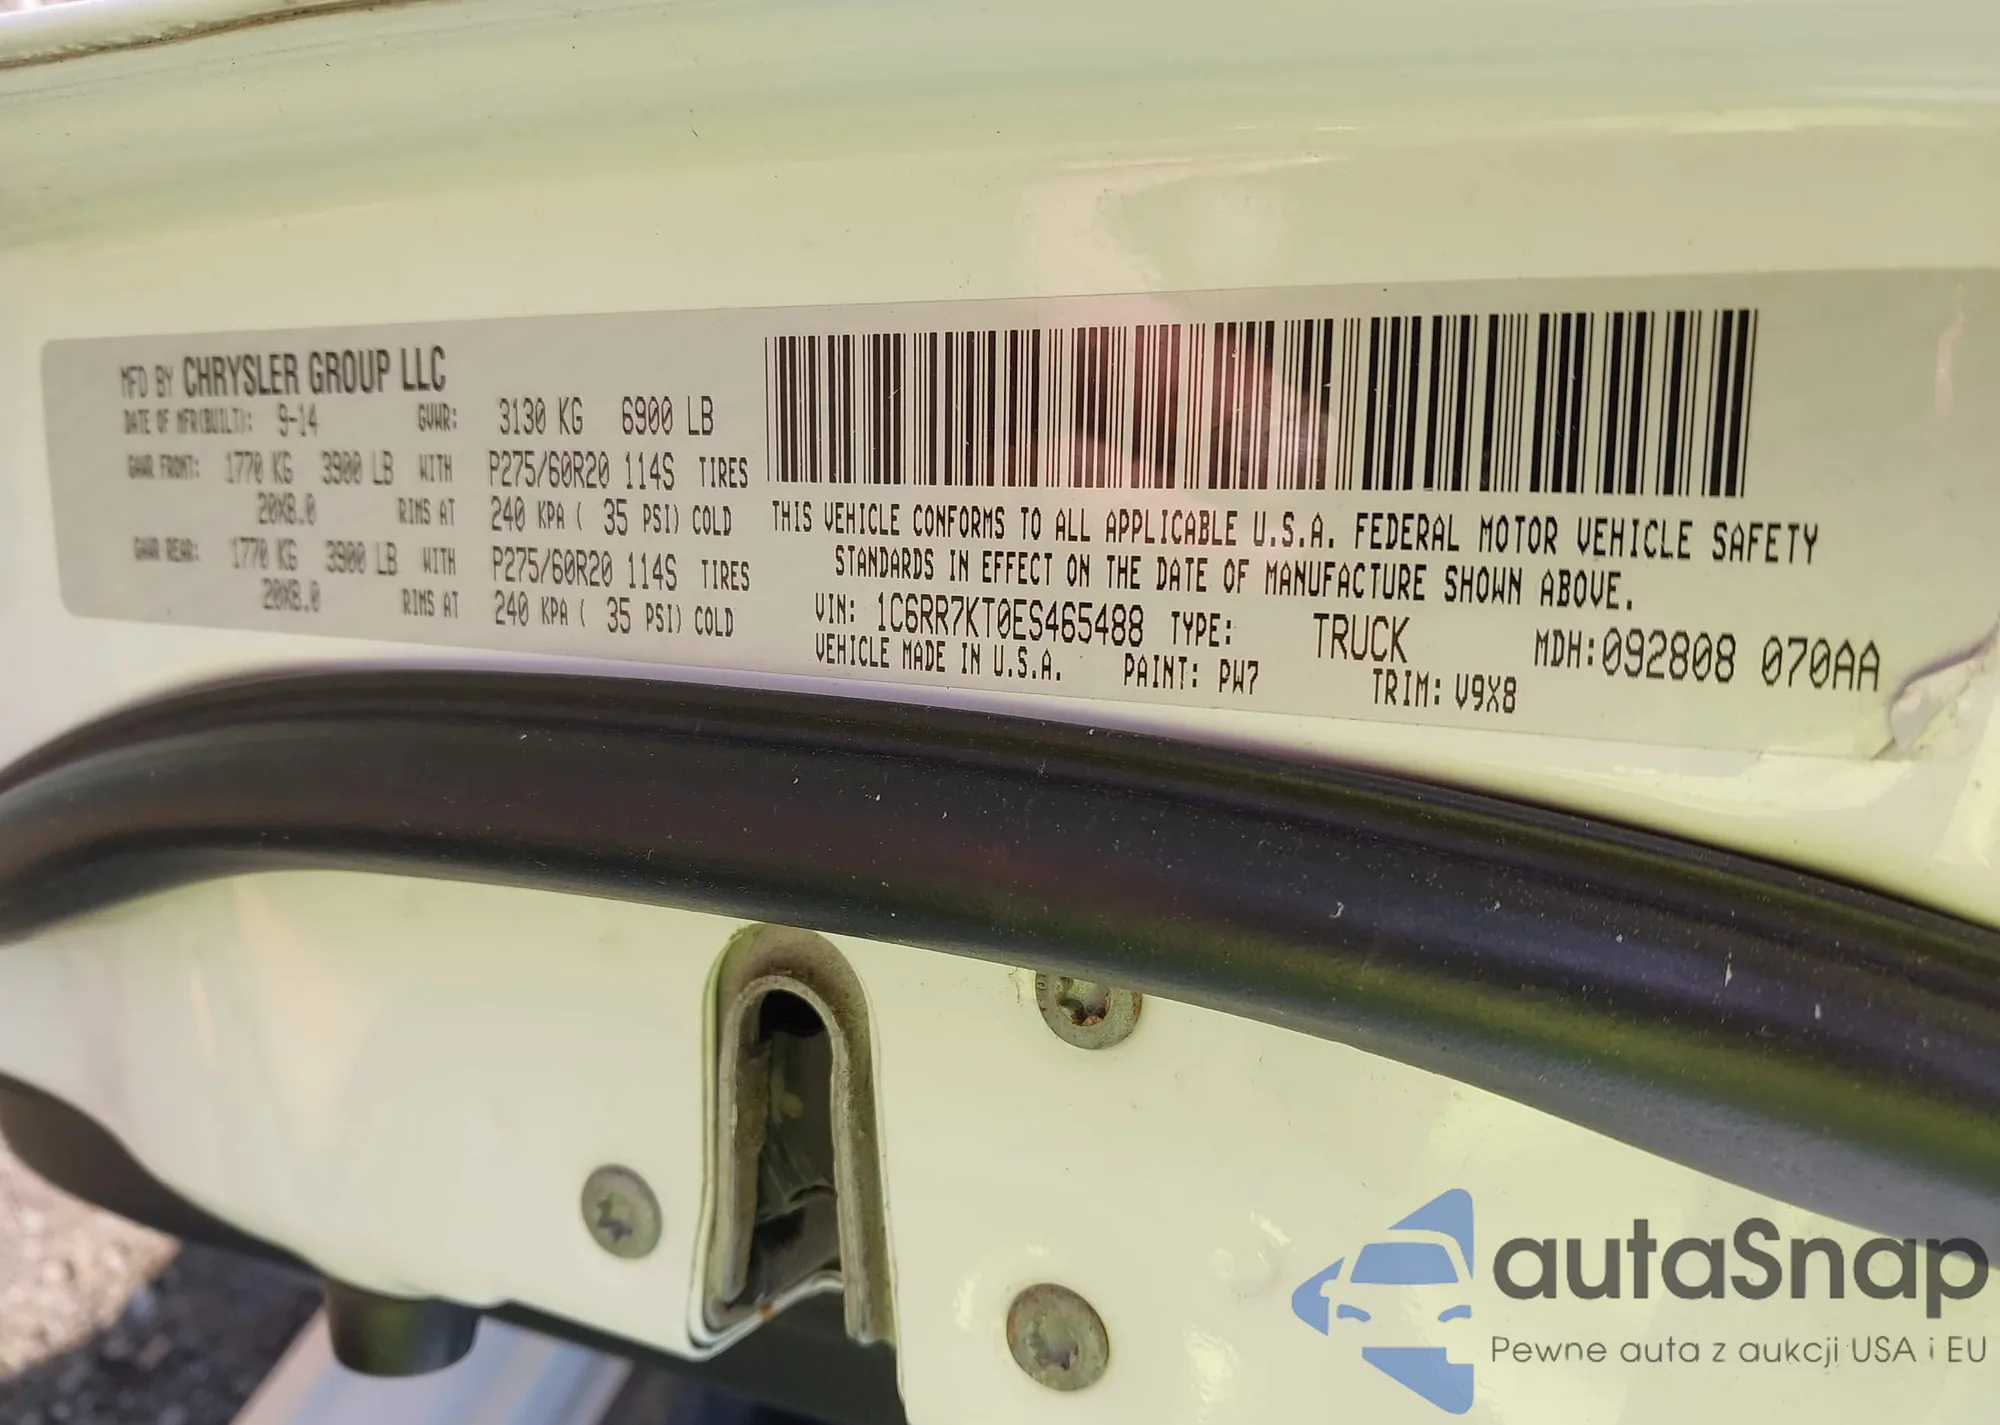 MFD BY CHRYSLER GROUP LLC
DATE OF MFR(BUILT): 9-14 GVWR: 3130 KG 6900 LB
GAWR FRONT: 1770 KG 3900 LB WITH P275/60R20 114S TIRES
20X8.0 RIMS AT 240 KPA ( 35 PSI) COLD
GAWR REAR: 1770 KG 3900 LB WITH P275/60R20 114S TIRES
20X8.0 RIMS AT 240 KPA ( 35 PSI) COLD
THIS VEHICLE CONFORMS TO ALL APPLICABLE U.S.A. FEDERAL MOTOR VEHICLE SAFETY
STANDARDS IN EFFECT ON THE DATE OF MANUFACTURE SHOWN ABOVE.
VIN: 1C6RR7KT0ES465488 TYPE: TRUCK MDH:092808 070AA
VEHICLE MADE IN U.S.A. PAINT: PW7 TRIM: V9X8
autaSnap
Pewne auta z aukcji USA i EU